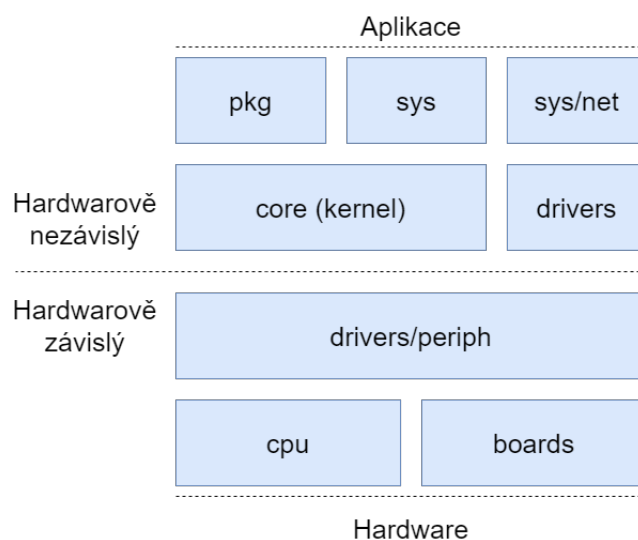 Aplikace
pkg
sys
sys/net
Hardwarově
nezávislý
core (kernel)
drivers
Hardwarově
závislý
drivers/periph
cpu
boards
Hardware